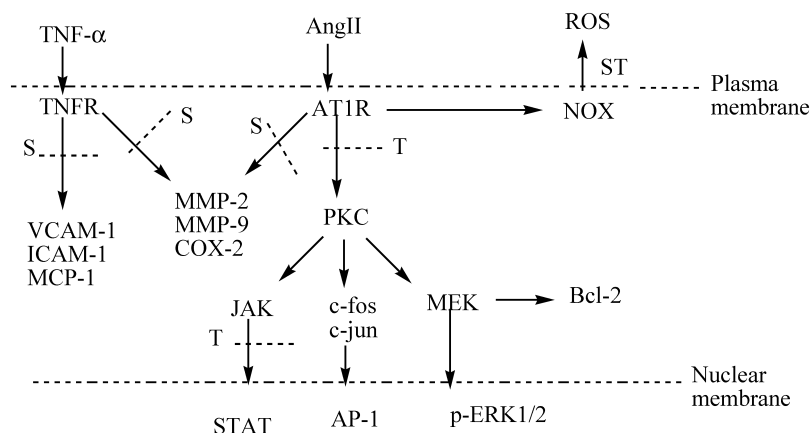 TNF-α
AngII
ROS
ST
Plasma
membrane
TNFR
AT1R
NOX
S
S
S
T
VCAM-1
ICAM-1
MCP-1
MMP-2
MMP-9
COX-2
PKC
JAK
c-fos
c-jun
MEK
Bcl-2
T
Nuclear
membrane
STAT
AP-1
p-ERK1/2